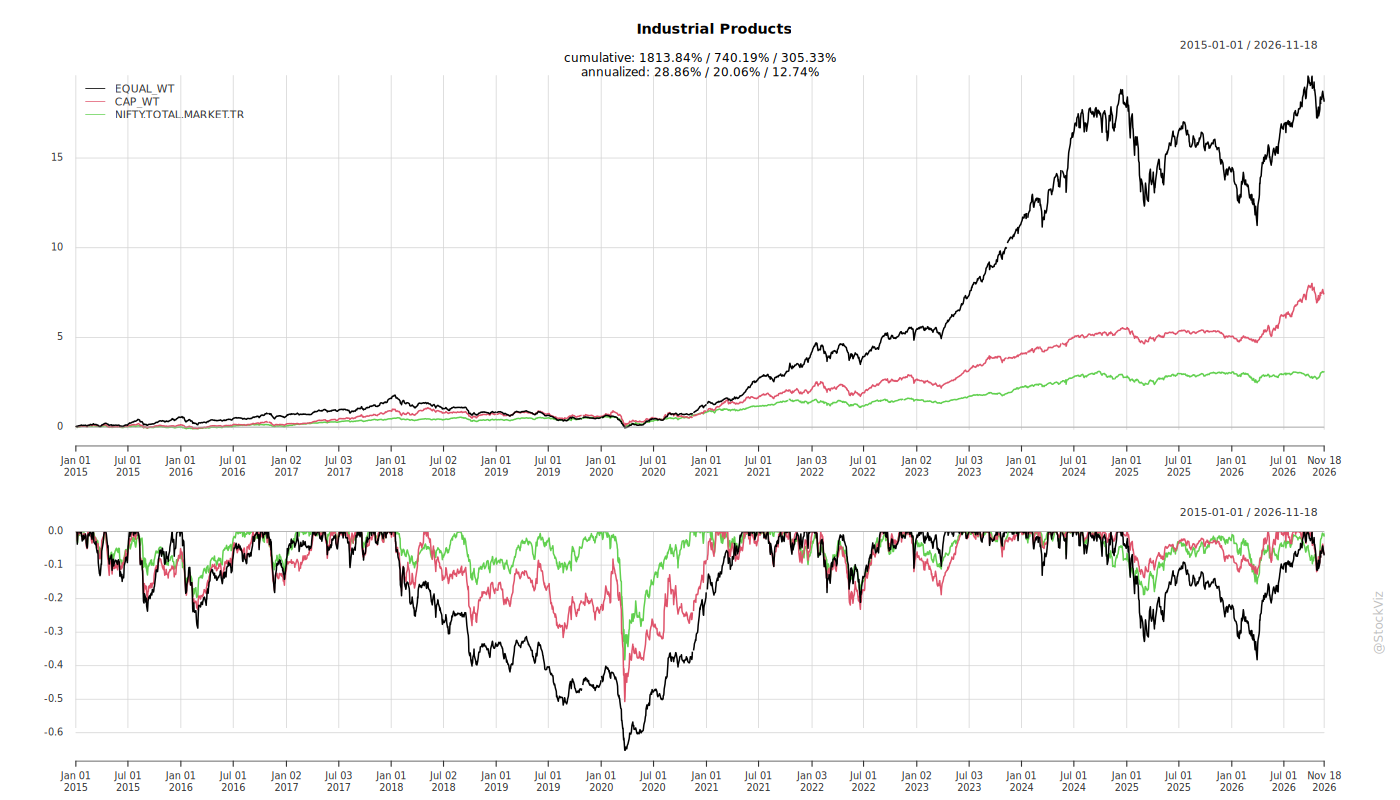 Industrial Products
2015-01-01 / 2026-11-18
cumulative: 1813.84% / 740.19% / 305.33%
annualized: 28.86% / 20.06% / 12.74%
EQUAL_WT
CAP_WT
NIFTY.TOTAL.MARKET.TR
15
10
5
0
Jan 01 Jul 01 Jan 01 Jul 01 Jan 02 Jul 03 Jan 01 Jul 02 Jan 01 Jul 01 Jan 01 Jul 01 Jan 01 Jul 01 Jan 03 Jul 01 Jan 02 Jul 03 Jan 01 Jul 01 Jan 01 Jul 01 Jan 01 Jul 01 Nov 18
2015 2015 2016 2016 2017 2017 2018 2018 2019 2019 2020 2020 2021 2021 2022 2022 2023 2023 2024 2024 2025 2025 2026 2026 2026
2015-01-01 / 2026-11-18
0.0
-0.1
-0.2
-0.3
-0.4
-0.5
-0.6
Jan 01 Jul 01 Jan 01 Jul 01 Jan 02 Jul 03 Jan 01 Jul 02 Jan 01 Jul 01 Jan 01 Jul 01 Jan 01 Jul 01 Jan 03 Jul 01 Jan 02 Jul 03 Jan 01 Jul 01 Jan 01 Jul 01 Jan 01 Jul 01 Nov 18
2015 2015 2016 2016 2017 2017 2018 2018 2019 2019 2020 2020 2021 2021 2022 2022 2023 2023 2024 2024 2025 2025 2026 2026 2026
@StockViz